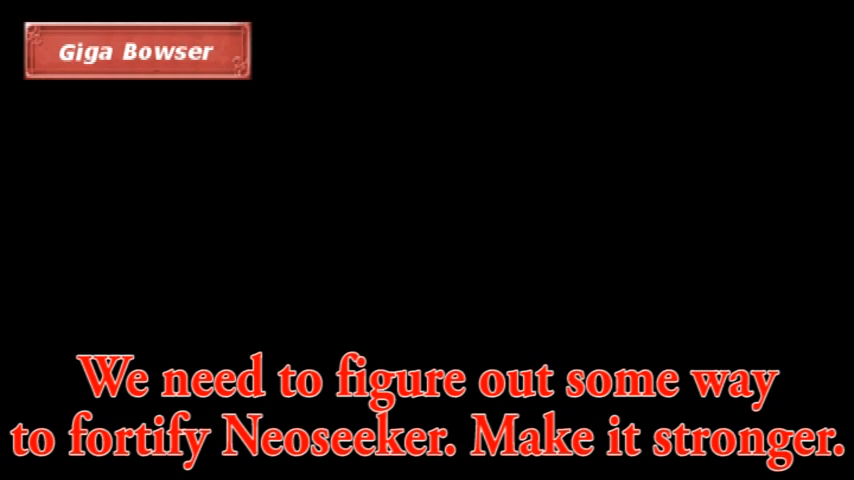 Giga Bowser
We need to figure out some way
to fortify Neoseeker. Make it stronger.